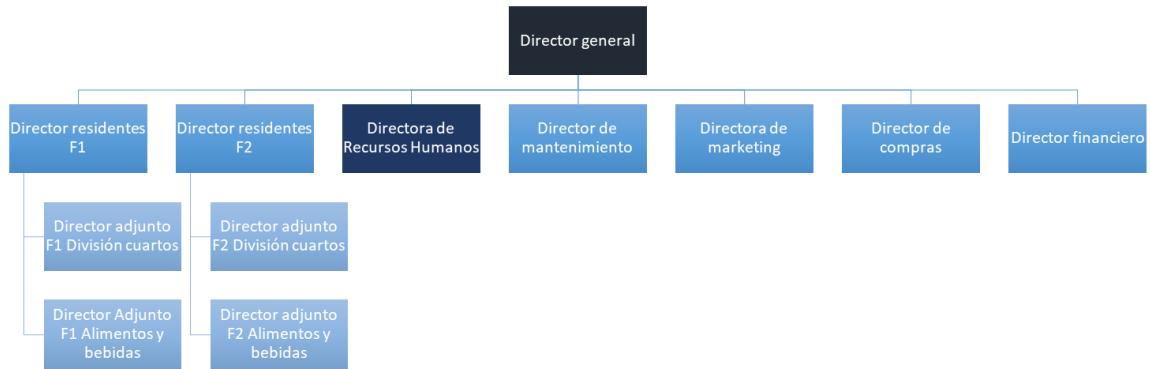 Director general
Director residentes
F1
Director residentes
F2
Directora de
Recursos Humanos
Director de
mantenimiento
Directora de
marketing
Director de
compras
Director financiero
Director adjunto
F1 División cuartos
Director adjunto
F2 División cuartos
Director Adjunto
F1 Alimentos y
bebidas
Director adjunto
F2 Alimentos y
bebidas